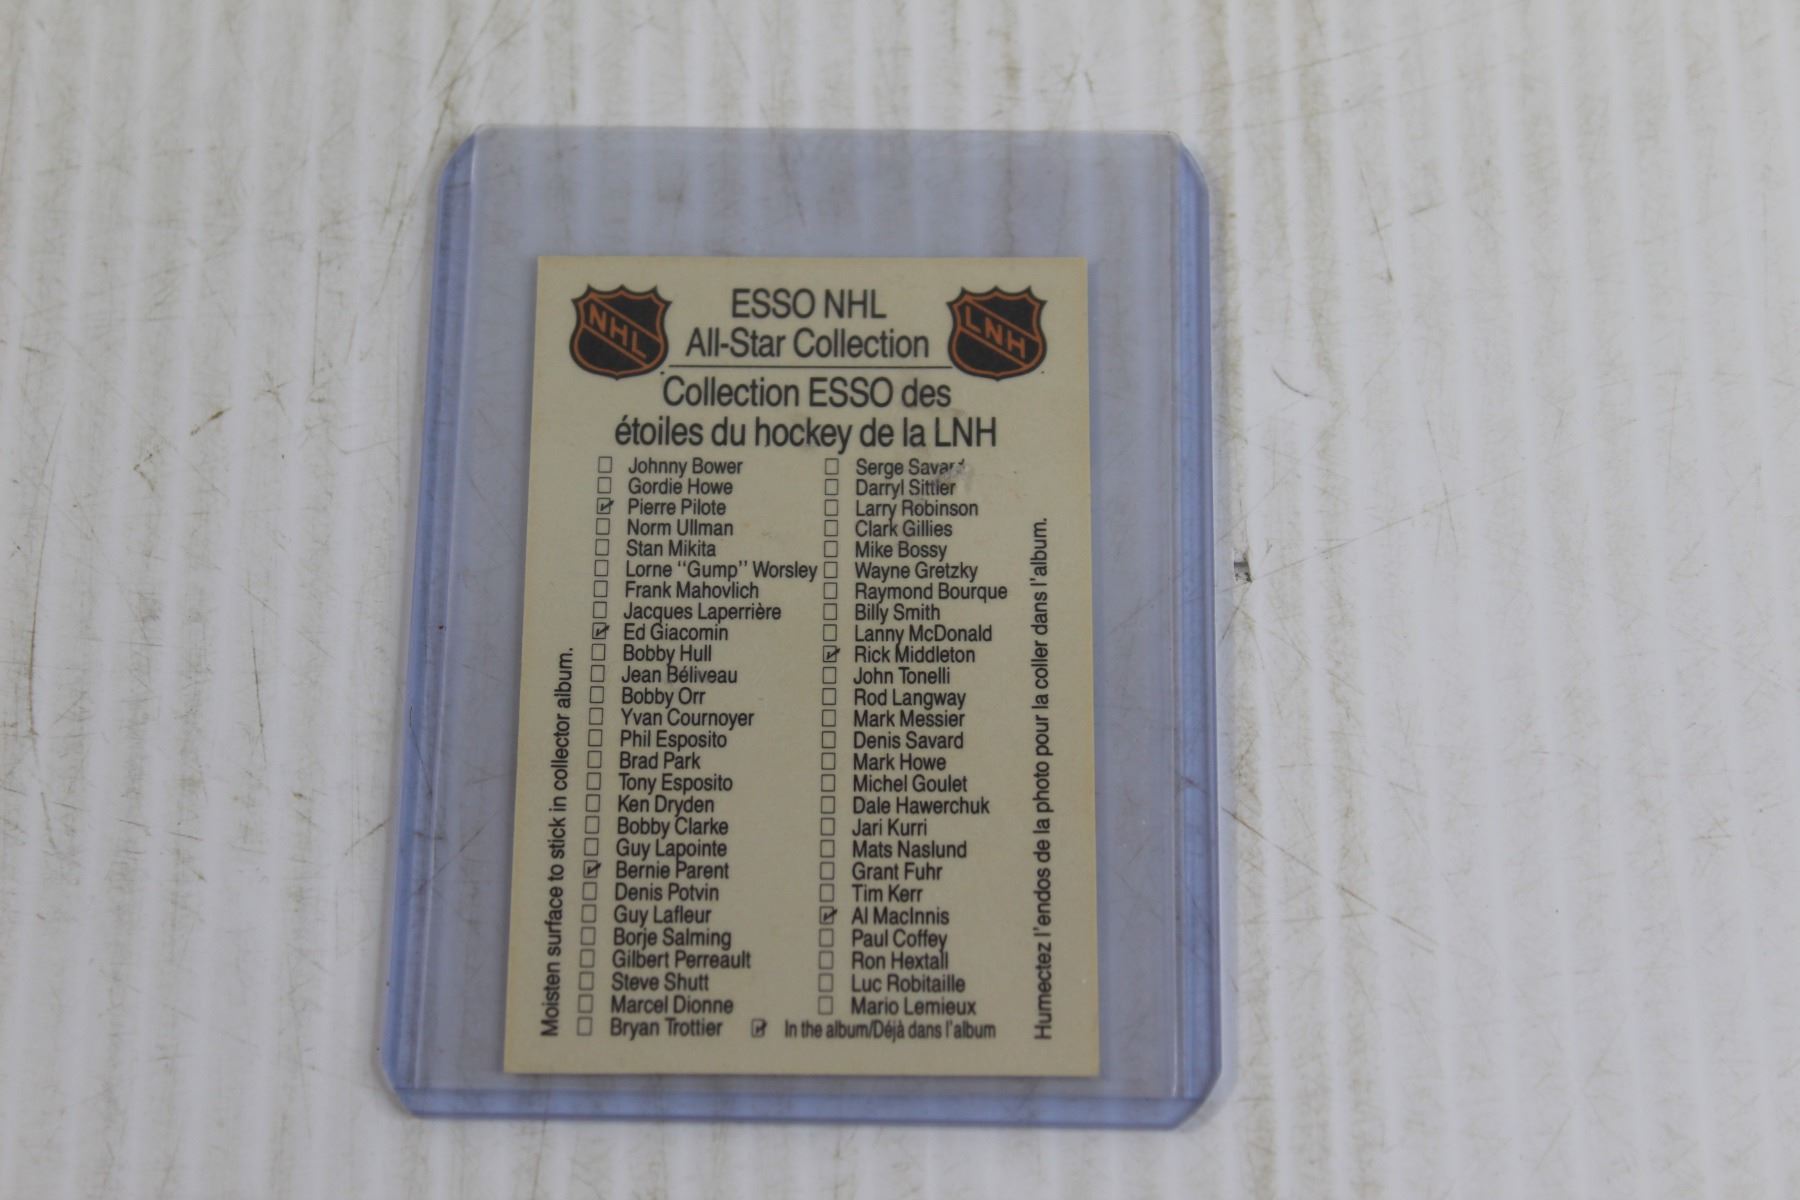 NHL
ESSO NHL
All-Star Collection
LNH
Collection ESSO des
étoiles du hockey de la LNH
Johnny Bower
Gordie Howe
Pierre Pilote
Norm Ullman
Stan Mikita
Lorne "Gump" Worsley
Frank Mahovlich
Jacques Laperrière
Ed Giacomin
Bobby Hull
Jean Béliveau
Bobby Orr
Yvan Cournoyer
Phil Esposito
Brad Park
Tony Esposito
Ken Dryden
Bobby Clarke
Guy Lapointe
Bernie Parent
Denis Potvin
Guy Lafleur
Borje Salming
Gilbert Perreault
Steve Shutt
Marcel Dionne
Bryan Trottier
Serge Savard
Darryl Sittler
Larry Robinson
Clark Gillies
Mike Bossy
Wayne Gretzky
Raymond Bourque
Billy Smith
Lanny McDonald
Rick Middleton
John Tonelli
Rod Langway
Mark Messier
Denis Savard
Mark Howe
Michel Goulet
Dale Hawerchuk
Jari Kurri
Mats Naslund
Grant Fuhr
Tim Kerr
Al MacInnis
Paul Coffey
Ron Hextall
Luc Robitaille
Mario Lemieux
In the album/Déjà dans l'album
Moisten surface to stick in collector album.
Humectez l'endos de la photo pour la coller dans l'album.